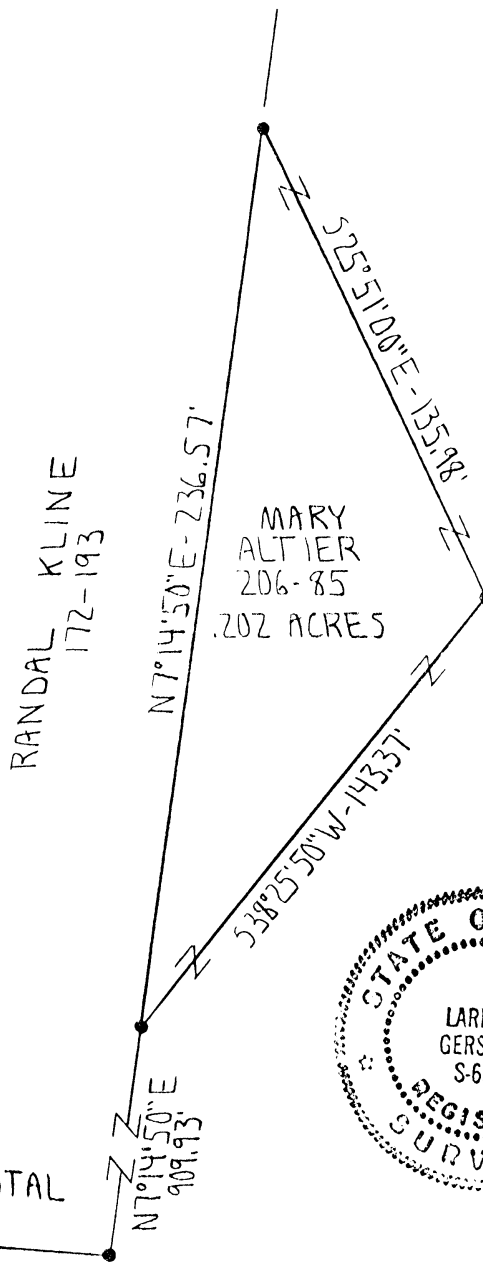 S25°51'00"E - 135.98'
N7°14'50"E - 236.57'
RANDAL KLINE
172-193
MARY
ALTIER
206-85
.202 ACRES
S38°25'50"W - 143.37'
STATE O
LARR
GERS
S-6
REGIS
SURV
N7°14'50"E
909.93'
TAL